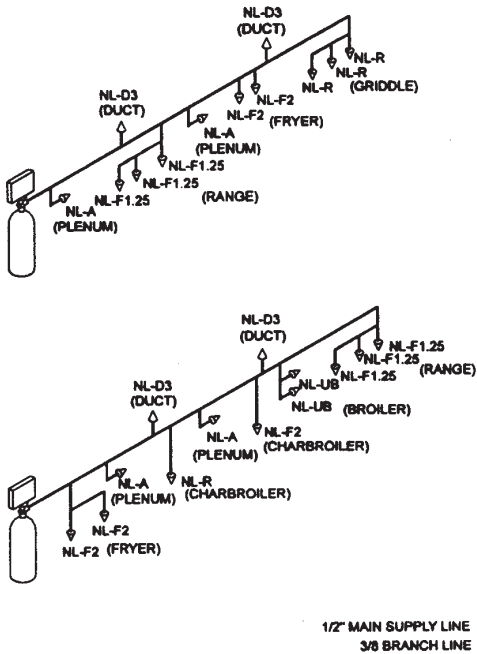 NL-D3
(DUCT)
NL-R
NL-R
NL-R (GRIDDLE)
NL-D3
(DUCT)
NL-F2
NL-F2 (FRYER)
NL-A
(PLENUM)
NL-F1.25
NL-F1.25
NL-F1.25 (RANGE)
NL-A
(PLENUM)
NL-D3
(DUCT)
NL-F1.25
NL-F1.25
NL-F1.25 (RANGE)
NL-D3
(DUCT)
NL-UB
NL-UB (BROILER)
NL-A
(PLENUM)
NL-F2
(CHARBROILER)
NL-A
(PLENUM)
NL-R
(CHARBROILER)
NL-F2
NL-F2 (FRYER)
1/2" MAIN SUPPLY LINE
3/8 BRANCH LINE